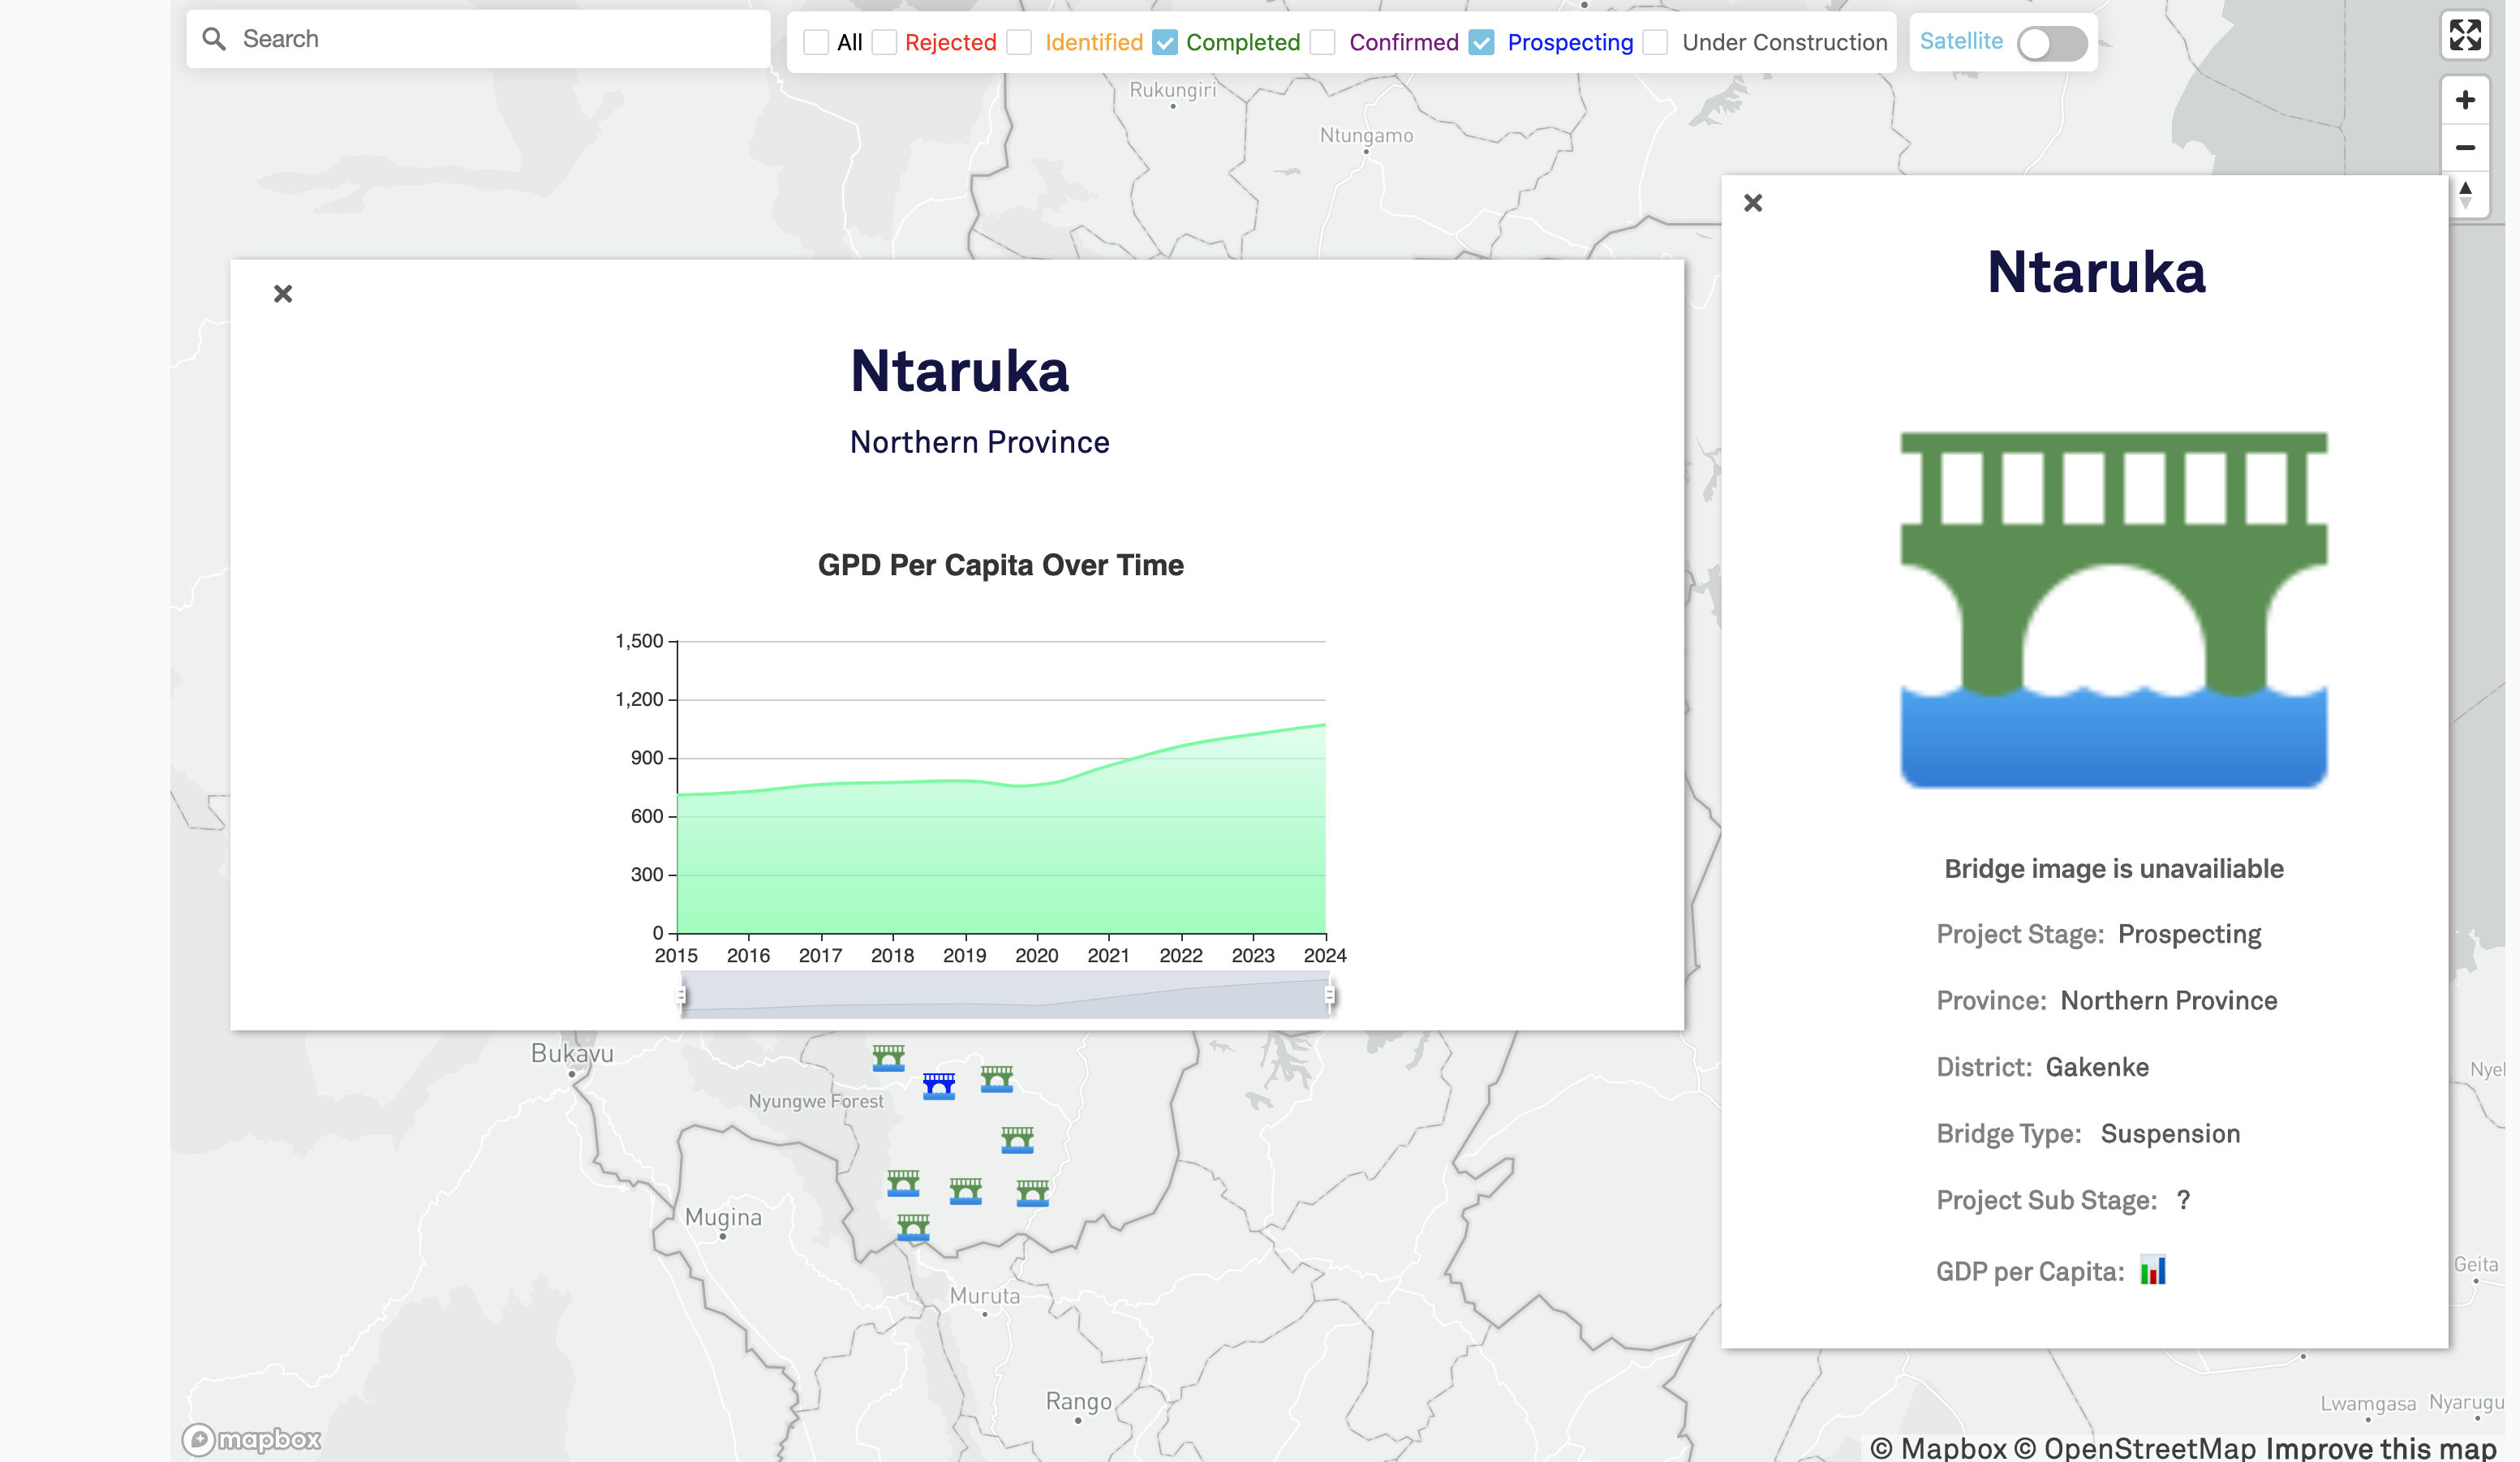 Search
All Rejected Identified Completed Confirmed Prospecting Under Construction
Satellite
Rukungiri
Ntungamo
Ntaruka
Northern Province
GPD Per Capita Over Time
1,500
1,200
900
600
300
0
2015 2016 2017 2018 2019 2020 2021 2022 2023 2024
Ntaruka
Bridge image is unavailiable
Project Stage: Prospecting
Province: Northern Province
District: Gakenke
Bridge Type: Suspension
Project Sub Stage: ?
GDP per Capita:
Bukavu
Nyungwe Forest
Mugina
Muruta
Rango
Geita
Lwamgasa
mapbox
© Mapbox © OpenStreetMap Improve this map